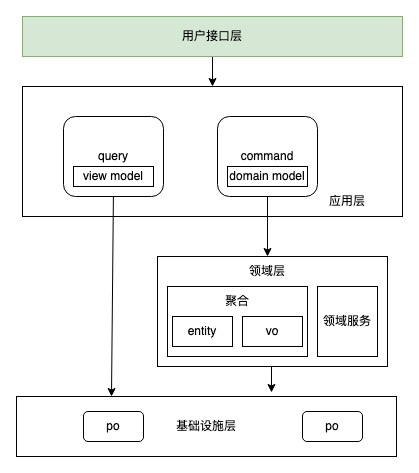 用户接口层
query
view model
command
domain model
应用层
领域层
聚合
entity
vo
领域服务
po
基础设施层
po